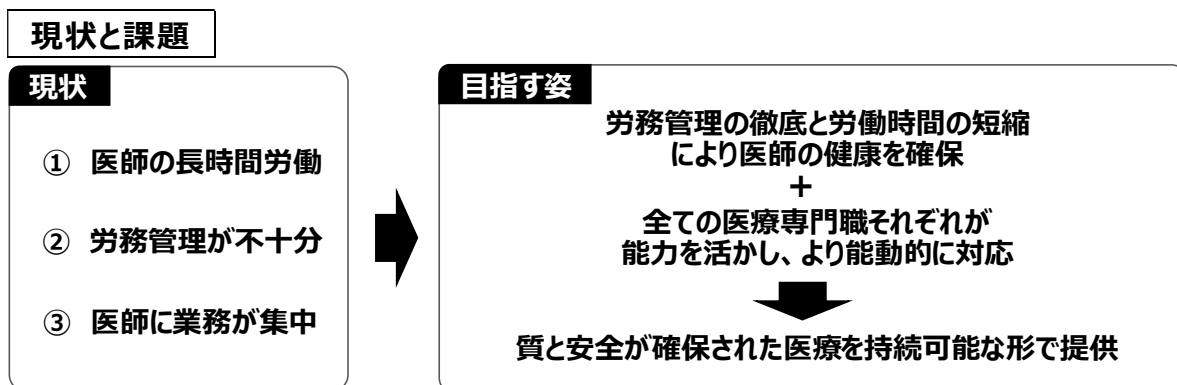 現状と課題
現状
① 医師の長時間労働
② 労務管理が不十分
③ 医師に業務が集中
目指す姿
労務管理の徹底と労働時間の短縮
により医師の健康を確保
+
全ての医療専門職それぞれが
能力を活かし、より能動的に対応
質と安全が確保された医療を持続可能な形で提供